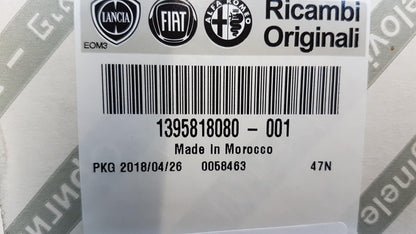 LANCIA FIAT ALFA ROMEO Ricambi
Originali
EOM3
1395818080 - 001
Made In Morocco
PKG 2018/04/26 0058463 47N